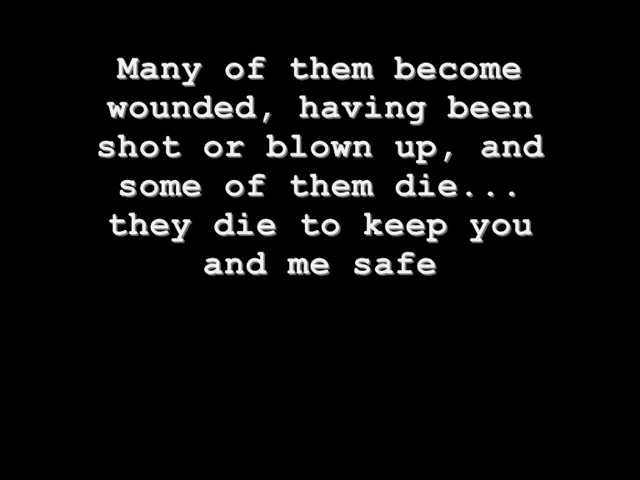 Many of them become
wounded, having been
shot or blown up, and
some of them die...
they die to keep you
and me safe